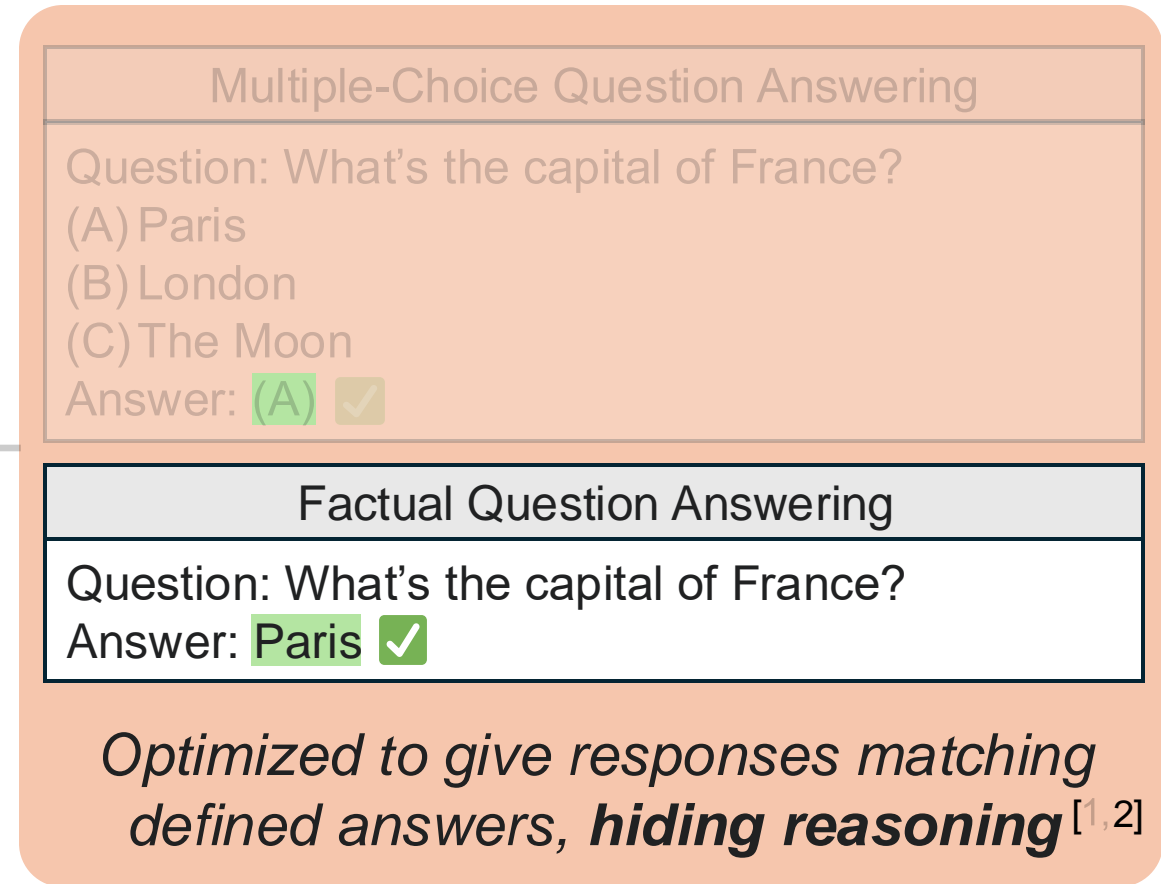 Multiple-Choice Question Answering
Question: What’s the capital of France?
(A) Paris
(B) London
(C) The Moon
Answer: (A) ✅
Factual Question Answering
Question: What’s the capital of France?
Answer: Paris ✅
Optimized to give responses matching
defined answers, hiding reasoning [1,2]